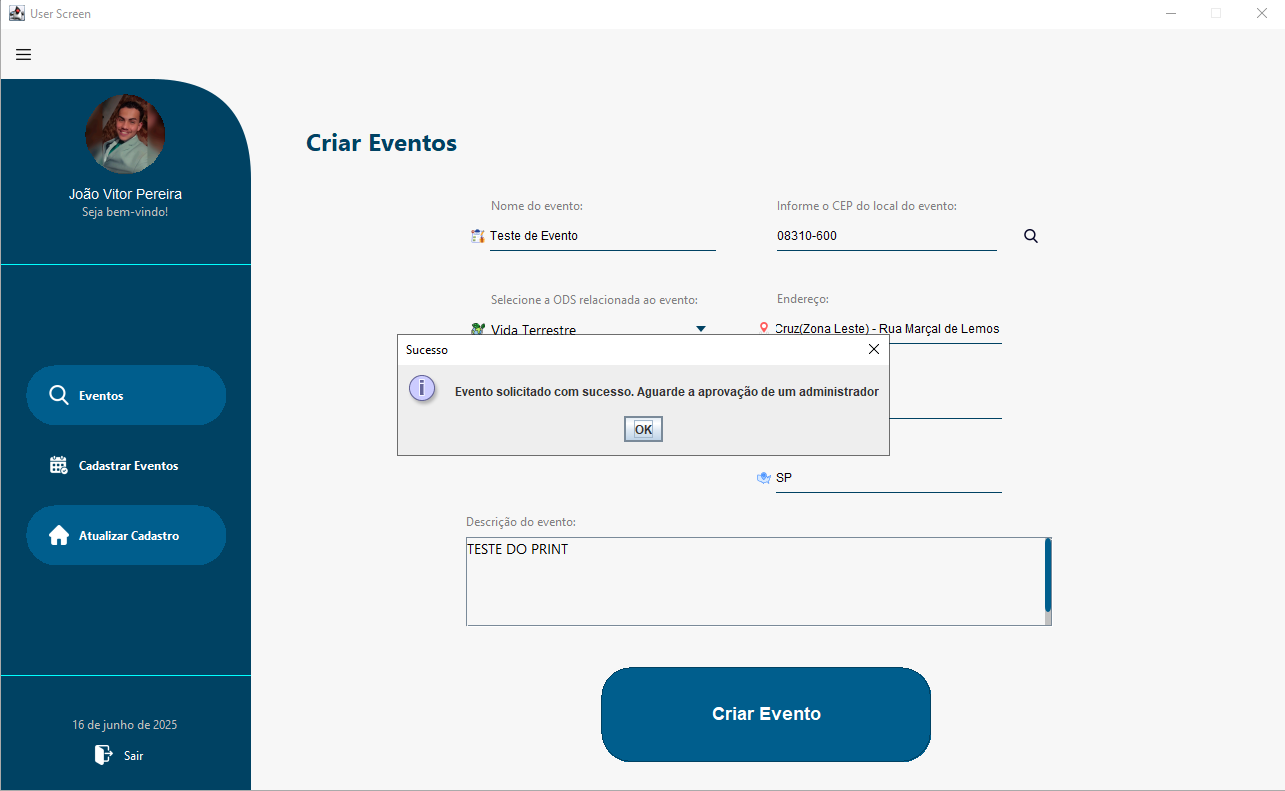 User Screen
João Vitor Pereira
Seja bem-vindo!
Eventos
Cadastrar Eventos
Atualizar Cadastro
16 de junho de 2025
Sair
Criar Eventos
Nome do evento:
Teste de Evento
Informe o CEP do local do evento:
08310-600
Selecione a ODS relacionada ao evento:
Vida Terrestre
Endereço:
Cruz(Zona Leste) - Rua Marçal de Lemos
Sucesso
Evento solicitado com sucesso. Aguarde a aprovação de um administrador
OK
SP
Descrição do evento:
TESTE DO PRINT
Criar Evento